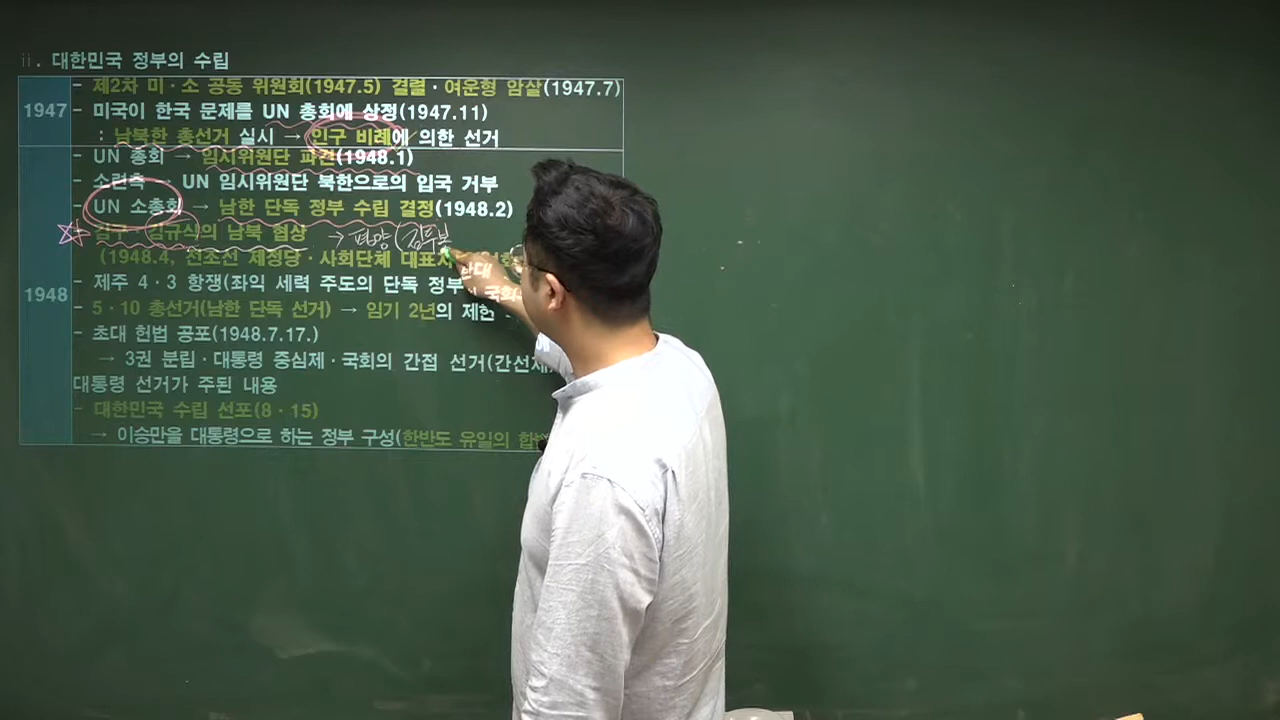 ⅱ. 대한민국 정부의 수립
1947
- 제2차 미·소 공동 위원회(1947.5) 결렬·여운형 암살(1947.7)
- 미국이 한국 문제를 UN 총회에 상정(1947.11)
: 남북한 총선거 실시 → 인구 비례에 의한 선거
1948
- UN 총회 → 임시위원단 파견(1948.1)
- 소련측 → UN 임시위원단 북한으로의 입국 거부
- UN 소총회 → 남한 단독 정부 수립 결정(1948.2)
- 김구·김규식의 남북 협상 → 평양 (김두봉
(1948.4, 전조선 제정당·사회단체 대표자
반대
- 제주 4·3 항쟁(좌익 세력 주도의 단독 정부
- 5·10 총선거(남한 단독 선거) → 임기 2년의 제헌 국회
- 초대 헌법 공포(1948.7.17.)
→ 3권 분립·대통령 중심제·국회의 간접 선거(간선제
대통령 선거가 주된 내용
- 대한민국 수립 선포(8·15)
→ 이승만을 대통령으로 하는 정부 구성(한반도 유일의 합